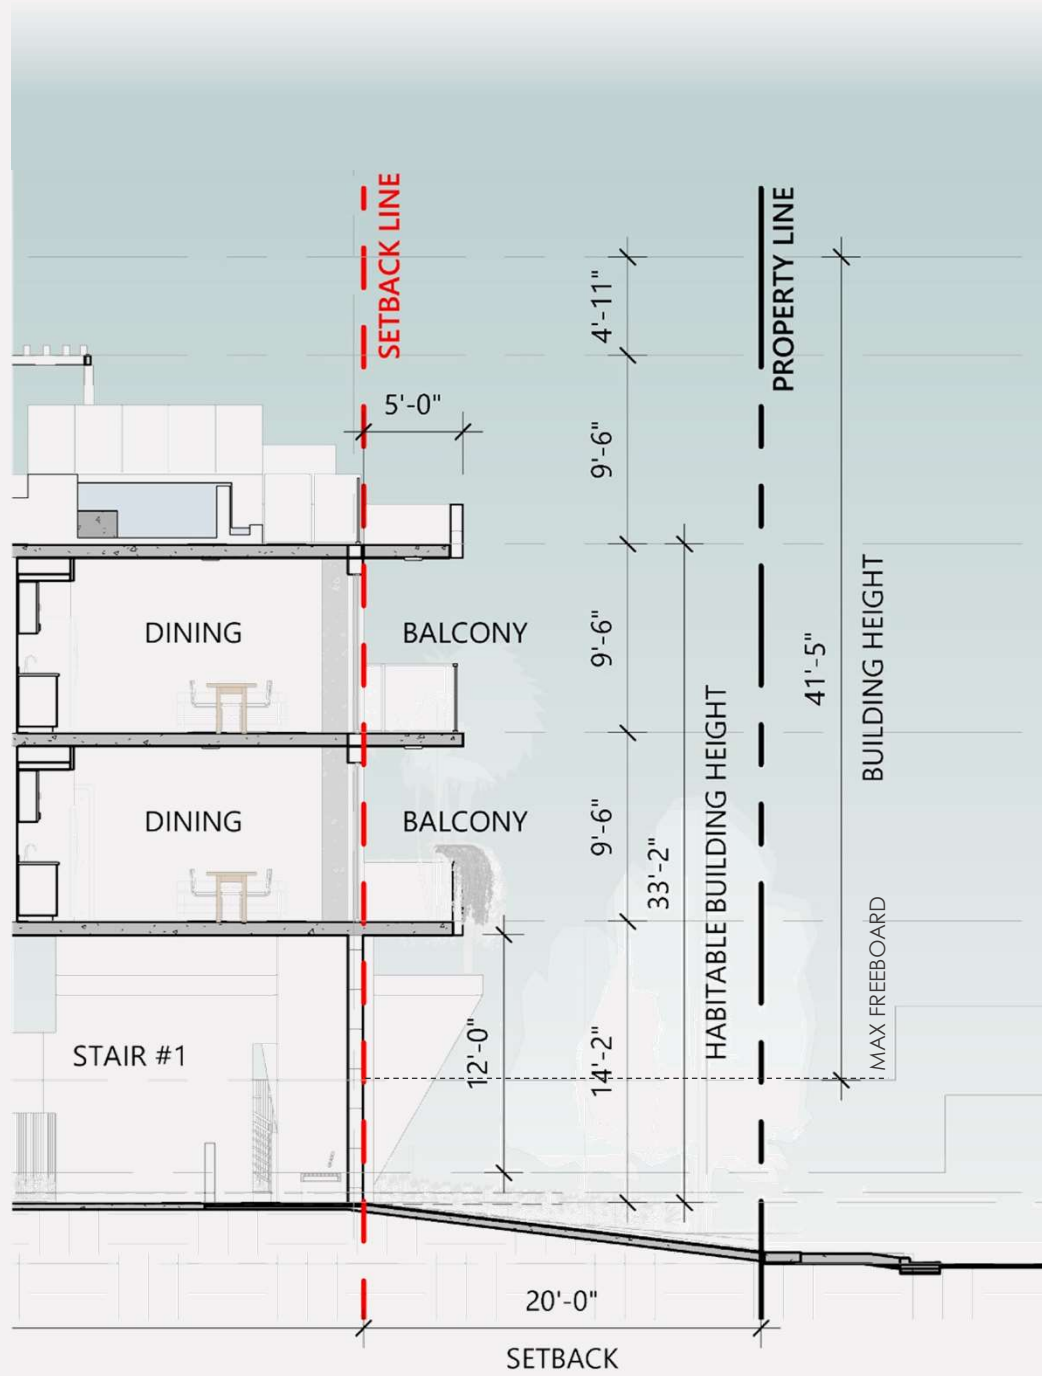 SETBACK LINE
PROPERTY LINE
4'-11"
5'-0"
9'-6"
DINING
BALCONY
9'-6"
41'-5"
BUILDING HEIGHT
DINING
BALCONY
9'-6"
33'-2"
HABITABLE BUILDING HEIGHT
MAX FREEBOARD
STAIR #1
12'-0"
14'-2"
20'-0"
SETBACK